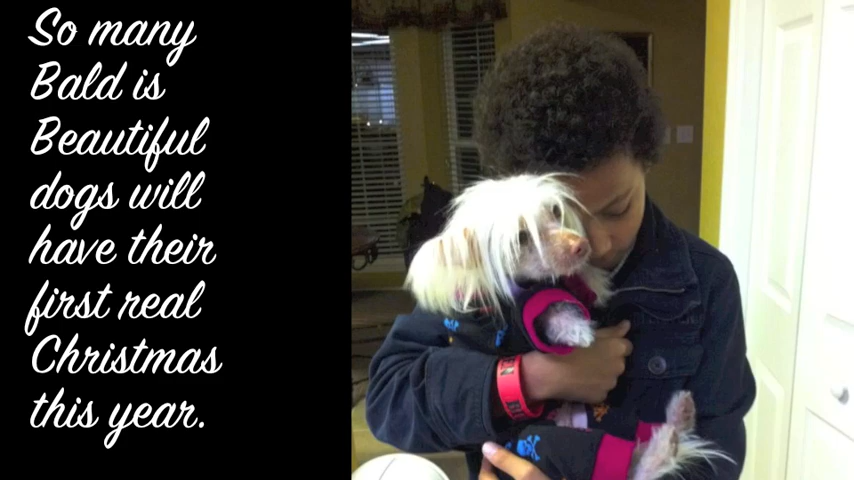 So many
Bald is
Beautiful
dogs will
have their
first real
Christmas
this year.